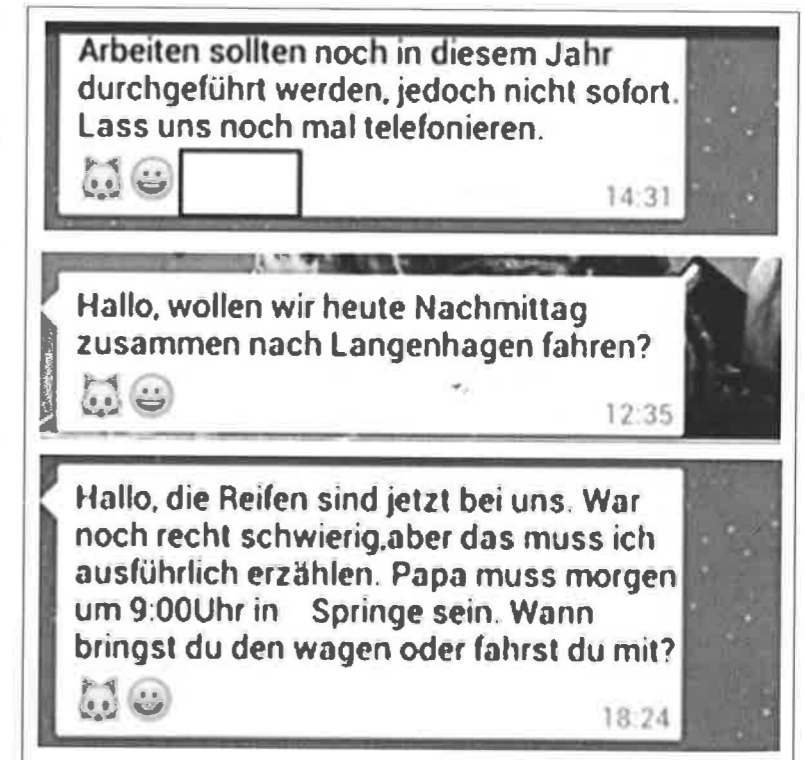 Arbeiten sollten noch in diesem Jahr
durchgeführt werden, jedoch nicht sofort.
Lass uns noch mal telefonieren.
🐱😀
14:31
Hallo, wollen wir heute Nachmittag
zusammen nach Langenhagen fahren?
🐱😀
12:35
Hallo, die Reifen sind jetzt bei uns. War
noch recht schwierig,aber das muss ich
ausführlich erzählen. Papa muss morgen
um 9:00Uhr in Springe sein. Wann
bringst du den wagen oder fahrst du mit?
🐱😀
18:24